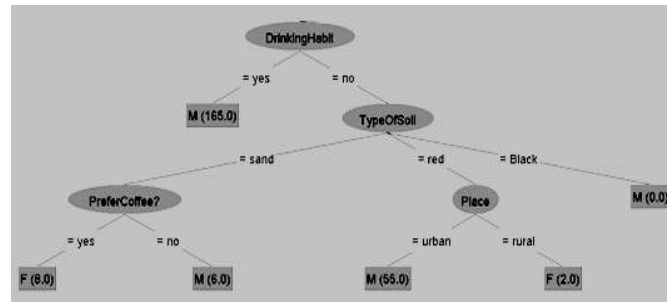 DrinkingHabit
= yes
= no
M (165.0)
TypeOfSoil
= sand
= red
= Black
PreferCoffee?
Place
M (0.0)
= yes
= no
= urban
= rural
F (8.0)
M (6.0)
M (55.0)
F (2.0)